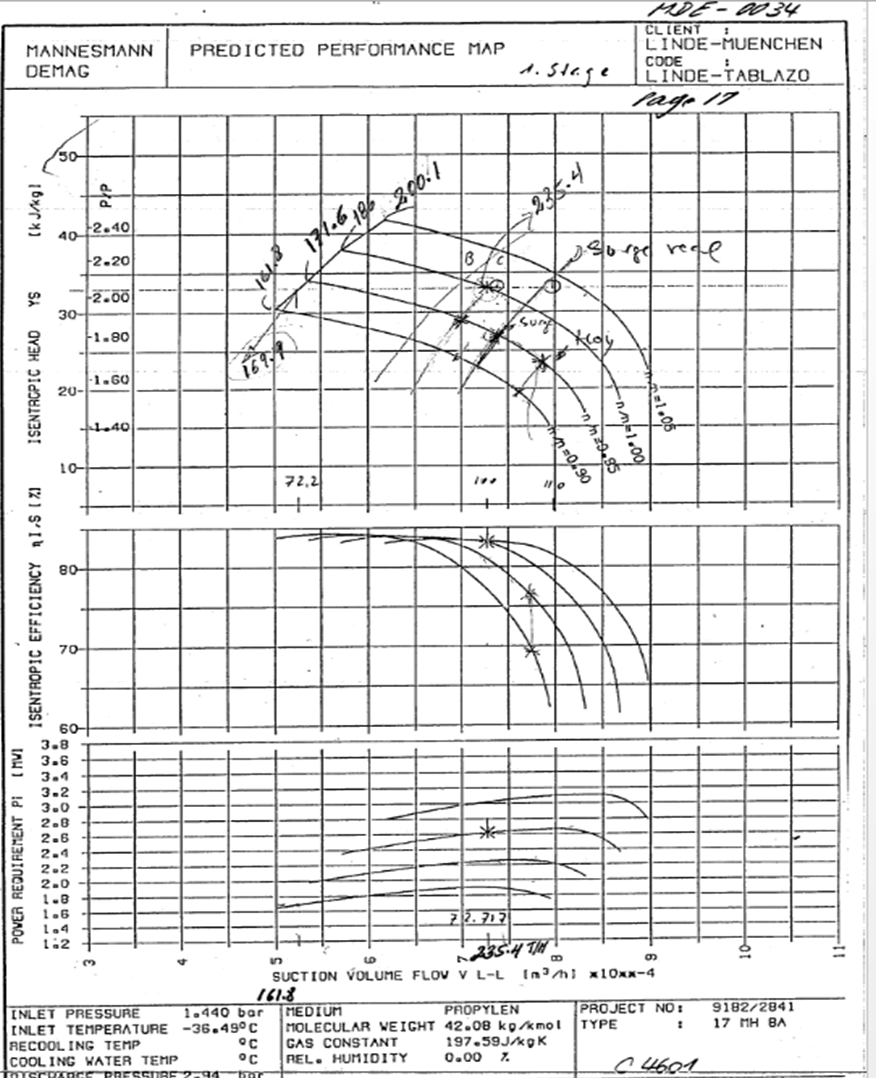 MDE-0034
MANNESMANN
DEMAG
PREDICTED PERFORMANCE MAP
1. Stage
CLIENT :
LINDE-MUENCHEN
CODE :
LINDE-TABLAZO
Page 17
ISENTROPIC HEAD YS [kJ/kg]
P/P
50
40
30
20
10
2.40
2.20
2.00
1.80
1.60
1.40
161.8
171.6
186
200.1
235.4
169.9
B C
Surge real
surg
n/n=0.90
n/n=0.95
n/n=1.00
n/n=1.05
72.2
100
110
ISENTROPIC EFFICIENCY ηI,S [%]
80
70
60
POWER REQUIREMENT PI [MW]
3.8
3.6
3.4
3.2
3.0
2.8
2.6
2.4
2.2
2.0
1.8
1.6
1.4
1.2
72.717
3 4 5 6 7 8 9 10 11
235.4 T/H
SUCTION VOLUME FLOW V L-L [m³/h] *10**-4
161.8
INLET PRESSURE 1.440 bar
INLET TEMPERATURE -36.49°C
RECOOLING TEMP °C
COOLING WATER TEMP °C
DISCHARGE PRESSURE 2.94 bar
MEDIUM PROPYLEN
MOLECULAR WEIGHT 42.08 kg/kmol
GAS CONSTANT 197.59J/kgK
REL. HUMIDITY 0.00 %
PROJECT NO: 9182/2841
TYPE : 17 MH 8A
C 4601